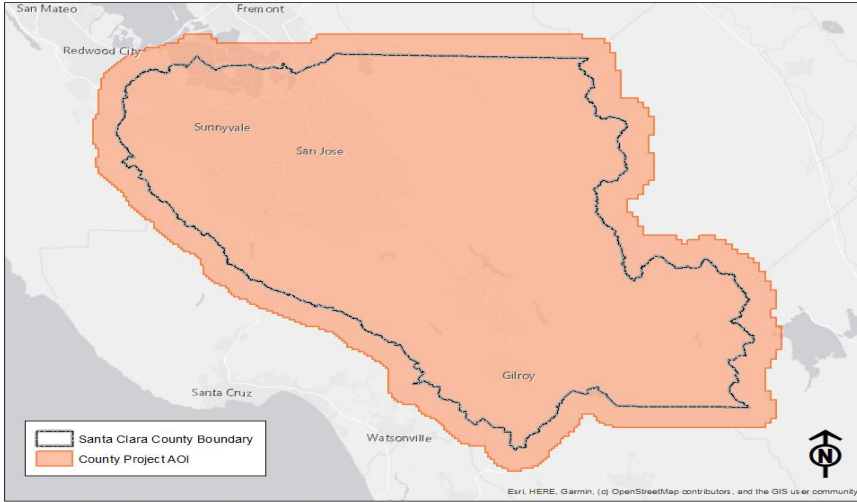 San Mateo
Fremont
Redwood City
Sunnyvale
San Jose
Gilroy
Santa Cruz
Watsonville
Santa Clara County Boundary
County Project AOI
N
Esri, HERE, Garmin, (c) OpenStreetMap contributors, and the GIS user community